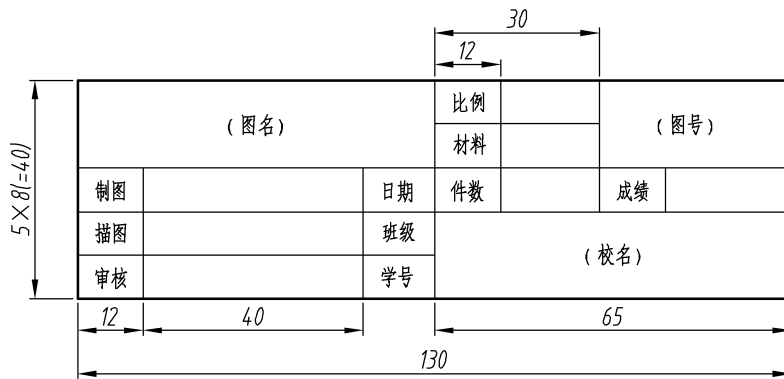 30
12
(图名)
比例
(图号)
材料
5×8(=40)
制图 日期 件数 成绩
描图 班级
(校名)
审核 学号
12 40 65
130